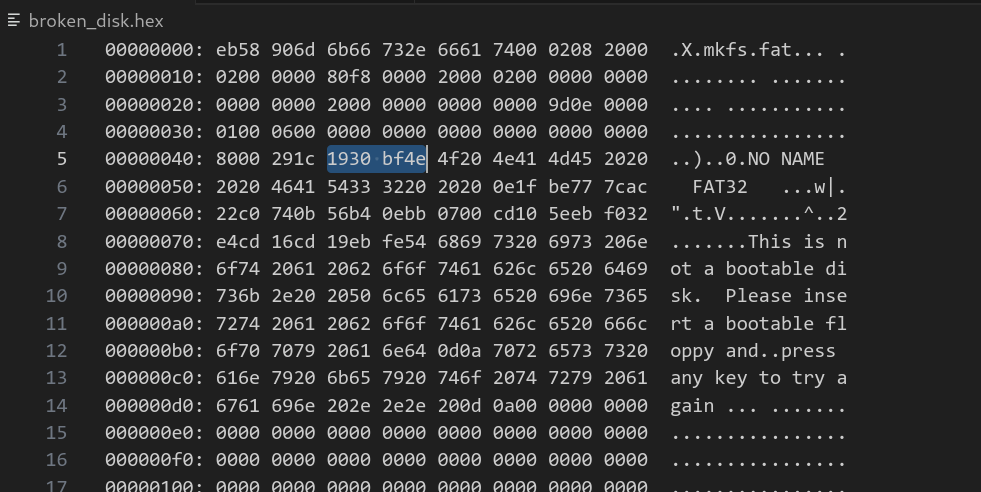 broken_disk.hex
1 00000000: eb58 906d 6b66 732e 6661 7400 0208 2000 .X.mkfs.fat... .
2 00000010: 0200 0000 80f8 0000 2000 0200 0000 0000 ........ .......
3 00000020: 0000 0000 2000 0000 0000 0000 9d0e 0000 .... ...........
4 00000030: 0100 0600 0000 0000 0000 0000 0000 0000 ................
5 00000040: 8000 291c 1930 bf4e 4f20 4e41 4d45 2020 ..)..0.NO NAME
6 00000050: 2020 4641 5433 3220 2020 0e1f be77 7cac FAT32 ...w|.
7 00000060: 22c0 740b 56b4 0ebb 0700 cd10 5eeb f032 ".t.V.......^..2
8 00000070: e4cd 16cd 19eb fe54 6869 7320 6973 206e .......This is n
9 00000080: 6f74 2061 2062 6f6f 7461 626c 6520 6469 ot a bootable di
10 00000090: 736b 2e20 2050 6c65 6173 6520 696e 7365 sk.  Please inse
11 000000a0: 7274 2061 2062 6f6f 7461 626c 6520 666c rt a bootable fl
12 000000b0: 6f70 7079 2061 6e64 0d0a 7072 6573 7320 oppy and..press
13 000000c0: 616e 7920 6b65 7920 746f 2074 7279 2061 any key to try a
14 000000d0: 6761 696e 202e 2e2e 200d 0a00 0000 0000 gain ... .......
15 000000e0: 0000 0000 0000 0000 0000 0000 0000 0000 ................
16 000000f0: 0000 0000 0000 0000 0000 0000 0000 0000 ................
17 00000100: 0000 0000 0000 0000 0000 0000 0000 0000 ................